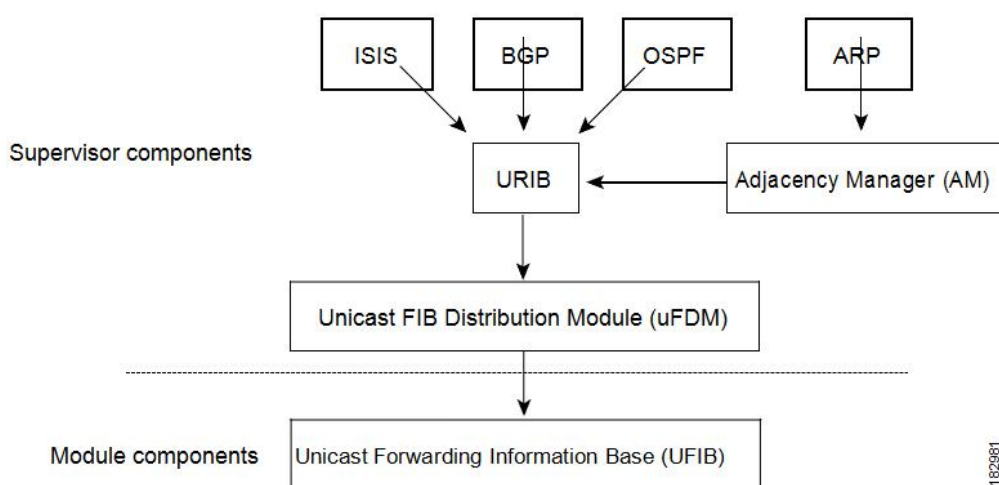 ISIS
BGP
OSPF
ARP
Supervisor components
URIB
Adjacency Manager (AM)
Unicast FIB Distribution Module (uFDM)
Module components
Unicast Forwarding Information Base (UFIB)
182981